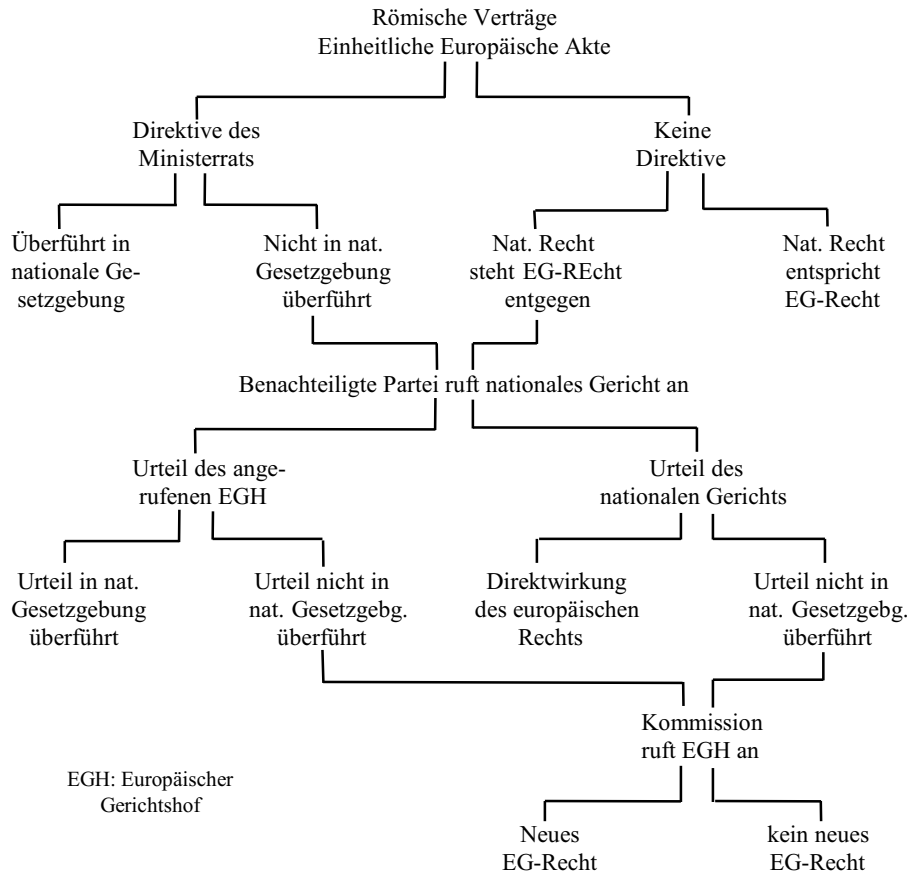 Römische Verträge
Einheitliche Europäische Akte
Direktive des
Ministerrats
Keine
Direktive
Überführt in
nationale Ge-
setzgebung
Nicht in nat.
Gesetzgebung
überführt
Nat. Recht
steht EG-REcht
entgegen
Nat. Recht
entspricht
EG-Recht
Benachteiligte Partei ruft nationales Gericht an
Urteil des ange-
rufenen EGH
Urteil des
nationalen Gerichts
Urteil in nat.
Gesetzgebung
überführt
Urteil nicht in
nat. Gesetzgebg.
überführt
Direktwirkung
des europäischen
Rechts
Urteil nicht in
nat. Gesetzgebg.
überführt
Kommission
ruft EGH an
EGH: Europäischer
Gerichtshof
Neues
EG-Recht
kein neues
EG-Recht